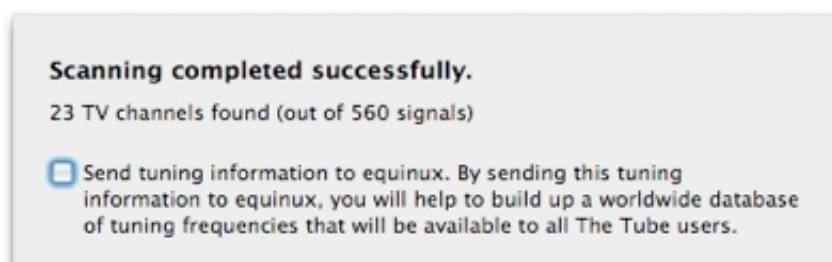 Scanning completed successfully.
23 TV channels found (out of 560 signals)
Send tuning information to equinux. By sending this tuning
information to equinux, you will help to build up a worldwide database
of tuning frequencies that will be available to all The Tube users.